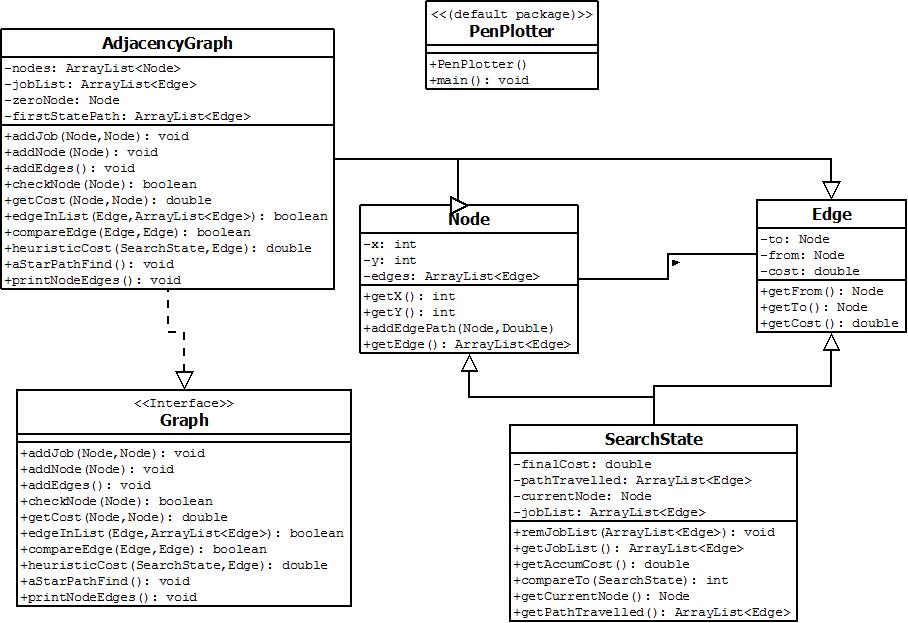 <<(default package)>>
PenPlotter
+PenPlotter()
+main(): void
AdjacencyGraph
-nodes: ArrayList<Node>
-jobList: ArrayList<Edge>
-zeroNode: Node
-firstStatePath: ArrayList<Edge>
+addJob(Node,Node): void
+addNode(Node): void
+addEdges(): void
+checkNode(Node): boolean
+getCost(Node,Node): double
+edgeInList(Edge,ArrayList<Edge>): boolean
+compareEdge(Edge,Edge): boolean
+heuristicCost(SearchState,Edge): double
+aStarPathFind(): void
+printNodeEdges(): void
Node
-x: int
-y: int
-edges: ArrayList<Edge>
+getX(): int
+getY(): int
+addEdgePath(Node,Double)
+getEdge(): ArrayList<Edge>
Edge
-to: Node
-from: Node
-cost: double
+getFrom(): Node
+getTo(): Node
+getCost(): double
<<Interface>>
Graph
+addJob(Node,Node): void
+addNode(Node): void
+addEdges(): void
+checkNode(Node): boolean
+getCost(Node,Node): double
+edgeInList(Edge,ArrayList<Edge>): boolean
+compareEdge(Edge,Edge): boolean
+heuristicCost(SearchState,Edge): double
+aStarPathFind(): void
+printNodeEdges(): void
SearchState
-finalCost: double
-pathTravelled: ArrayList<Edge>
-currentNode: Node
-jobList: ArrayList<Edge>
+remJobList(ArrayList<Edge>): void
+getJobList(): ArrayList<Edge>
+getAccumCost(): double
+compareTo(SearchState): int
+getCurrentNode(): Node
+getPathTravelled(): ArrayList<Edge>